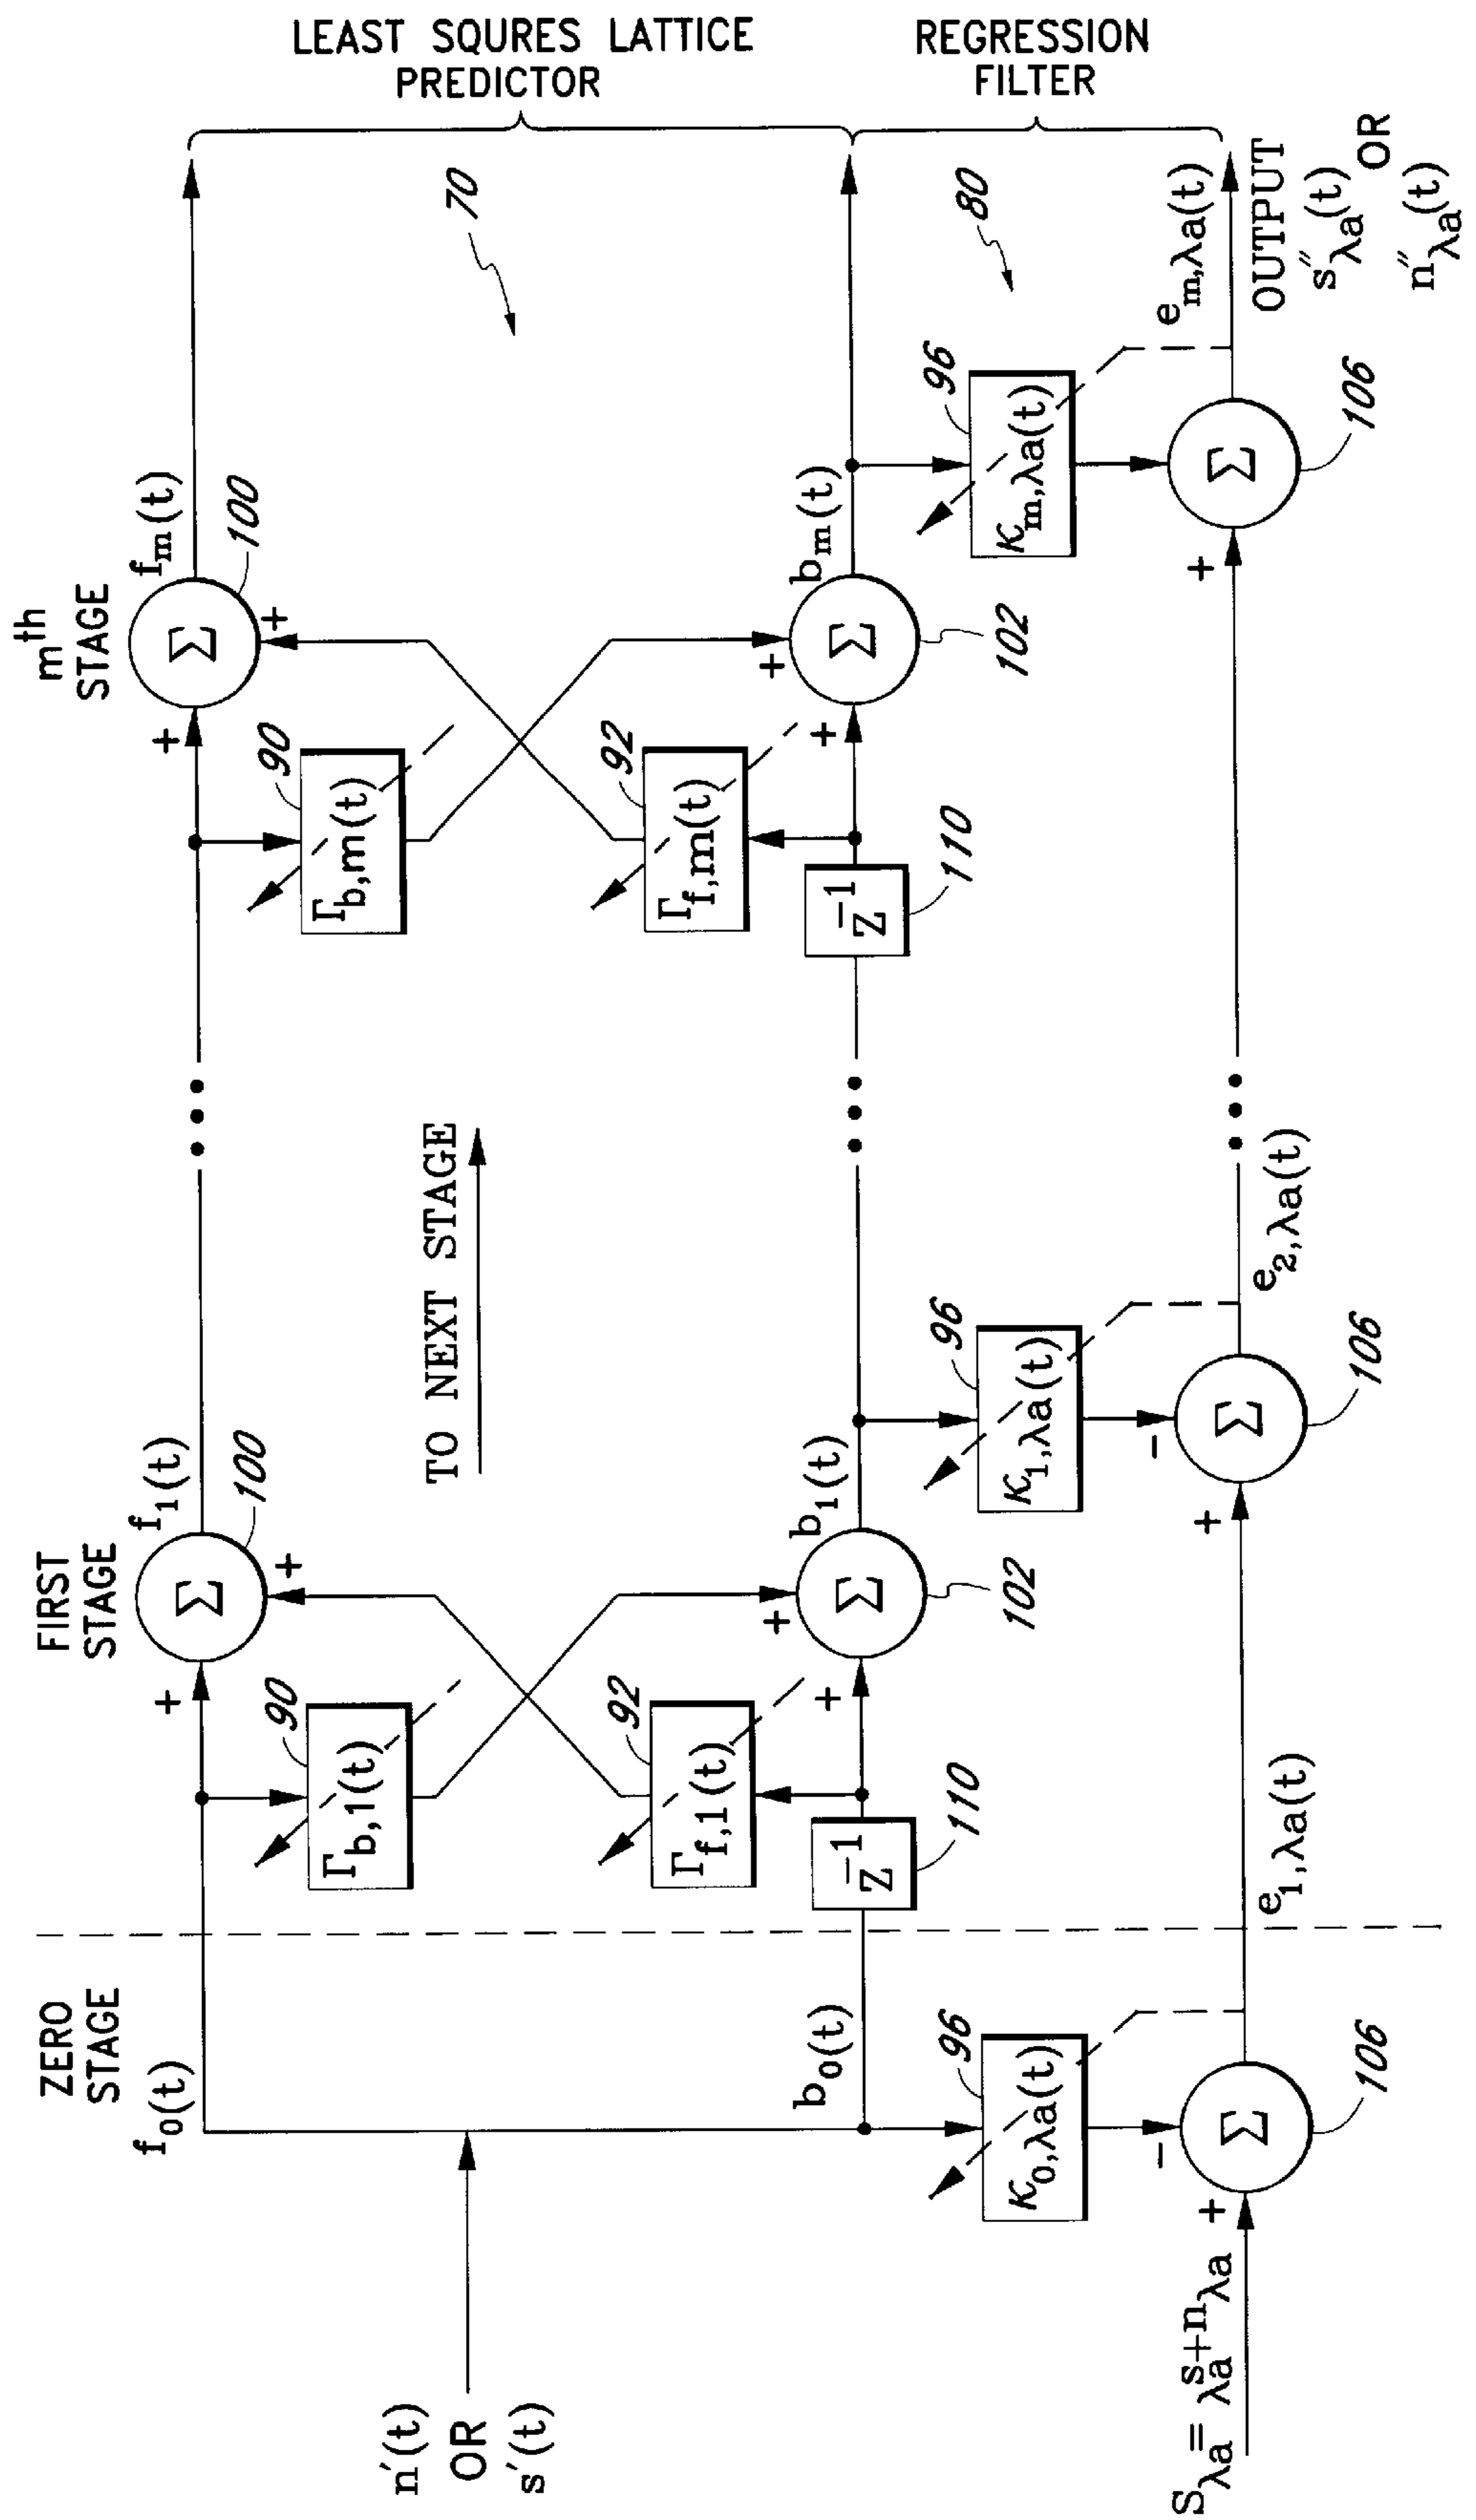 LEAST SQURES LATTICE
PREDICTOR
REGRESSION
FILTER
ZERO
STAGE
FIRST
STAGE
mth
STAGE
f0(t)
f1(t)
100
fm(t)
100
90
Γb,1(t)
90
Γb,m(t)
70
+
+
+
+
n´(t)
OR
s´(t)
TO NEXT STAGE
92
Γf,1(t)
92
Γf,m(t)
b0(t)
z-1
110
+
+
Σ
Σ
Σ
Σ
102
b1(t)
z-1
110
+
+
102
bm(t)
80
96
κ0,λa(t)
96
κ1,λa(t)
96
κm,λa(t)
Sλa=λas+nλa
+
-
Σ
106
e1,λa(t)
+
-
Σ
106
e2,λa(t)
+
Σ
106
em,λa(t)
OUTPUT
s″λa(t) OR
n″λa(t)